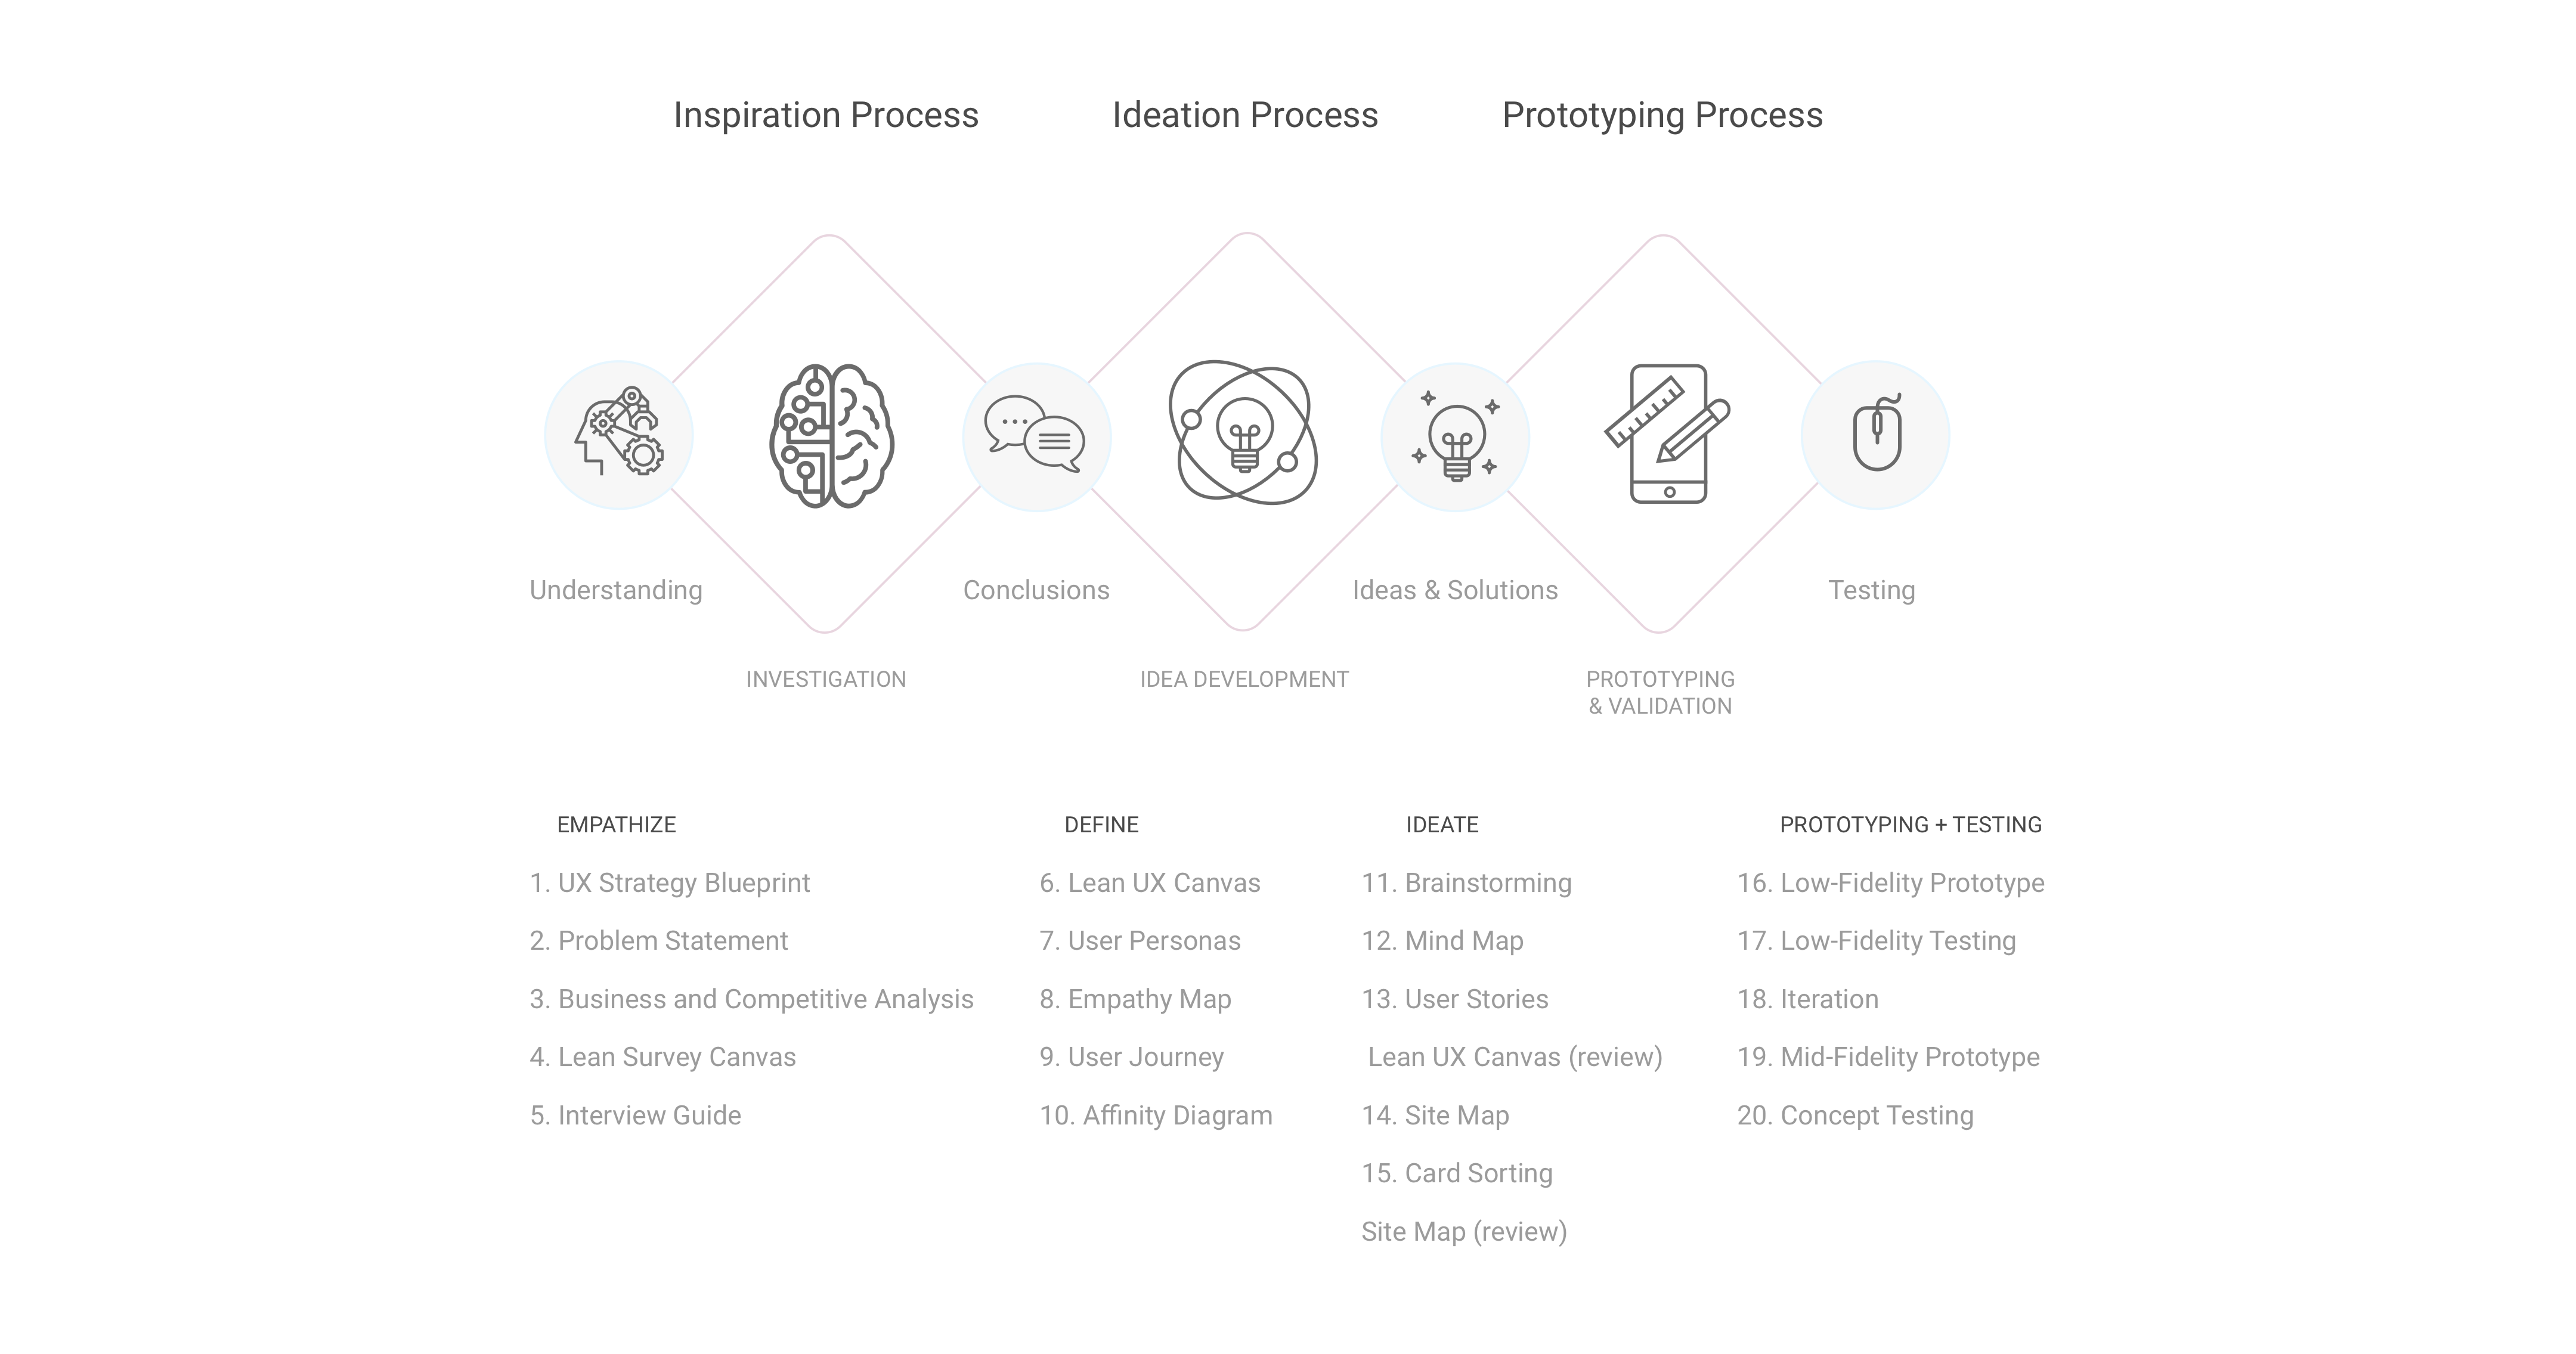 Inspiration Process
Ideation Process
Prototyping Process
Understanding
Conclusions
Ideas & Solutions
Testing
INVESTIGATION
IDEA DEVELOPMENT
PROTOTYPING
& VALIDATION
EMPATHIZE
1. UX Strategy Blueprint
2. Problem Statement
3. Business and Competitive Analysis
4. Lean Survey Canvas
5. Interview Guide
DEFINE
6. Lean UX Canvas
7. User Personas
8. Empathy Map
9. User Journey
10. Affinity Diagram
IDEATE
11. Brainstorming
12. Mind Map
13. User Stories
Lean UX Canvas (review)
14. Site Map
15. Card Sorting
Site Map (review)
PROTOTYPING + TESTING
16. Low-Fidelity Prototype
17. Low-Fidelity Testing
18. Iteration
19. Mid-Fidelity Prototype
20. Concept Testing